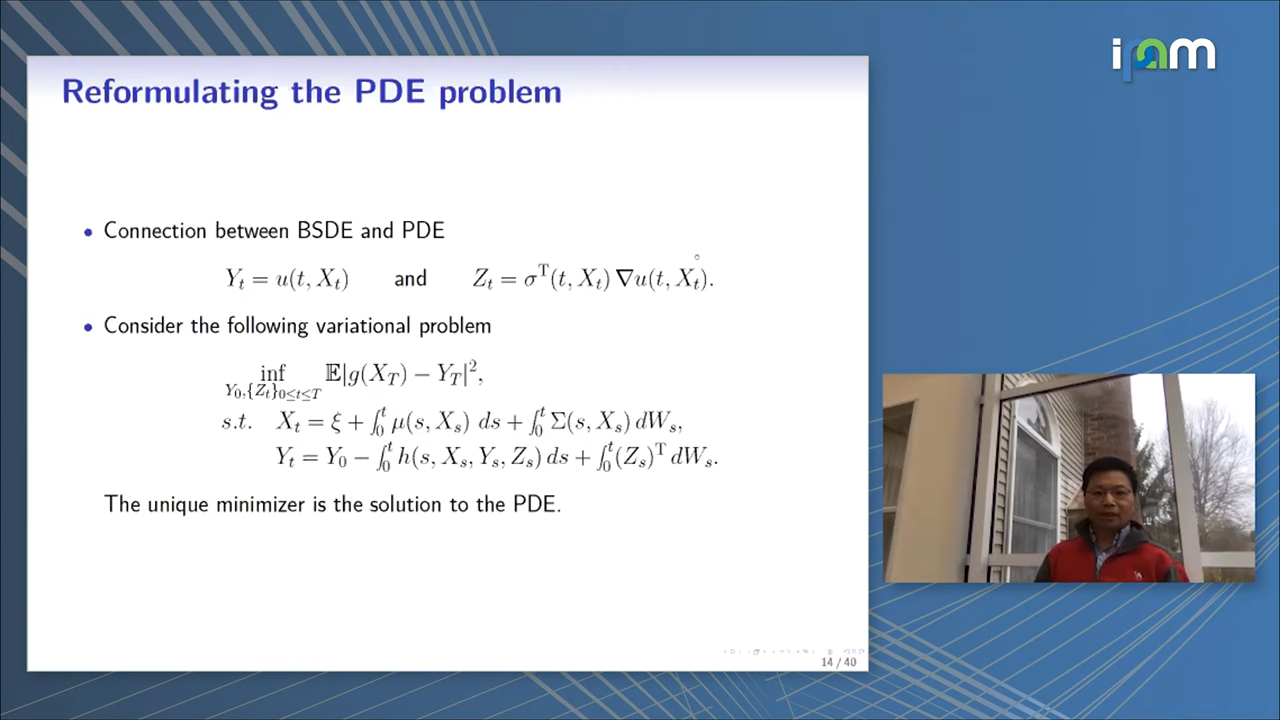 ipam
Reformulating the PDE problem
• Connection between BSDE and PDE
Y_t = u(t, X_t) and Z_t = σ^T(t, X_t) ∇u(t, X_t).
• Consider the following variational problem
inf_{Y_0,{Z_t}_{0≤t≤T}} 𝔼|g(X_T) − Y_T|^2,
s.t. X_t = ξ + ∫_0^t μ(s, X_s) ds + ∫_0^t Σ(s, X_s) dW_s,
Y_t = Y_0 − ∫_0^t h(s, X_s, Y_s, Z_s) ds + ∫_0^t (Z_s)^T dW_s.
The unique minimizer is the solution to the PDE.
14 / 40